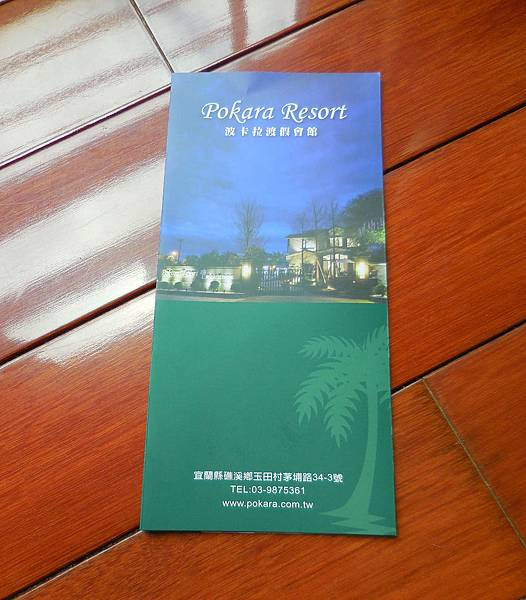 Pokara Resort
波卡拉渡假會館
宜蘭縣礁溪鄉玉田村茅埔路34-3號
TEL:03-9875361
www.pokara.com.tw